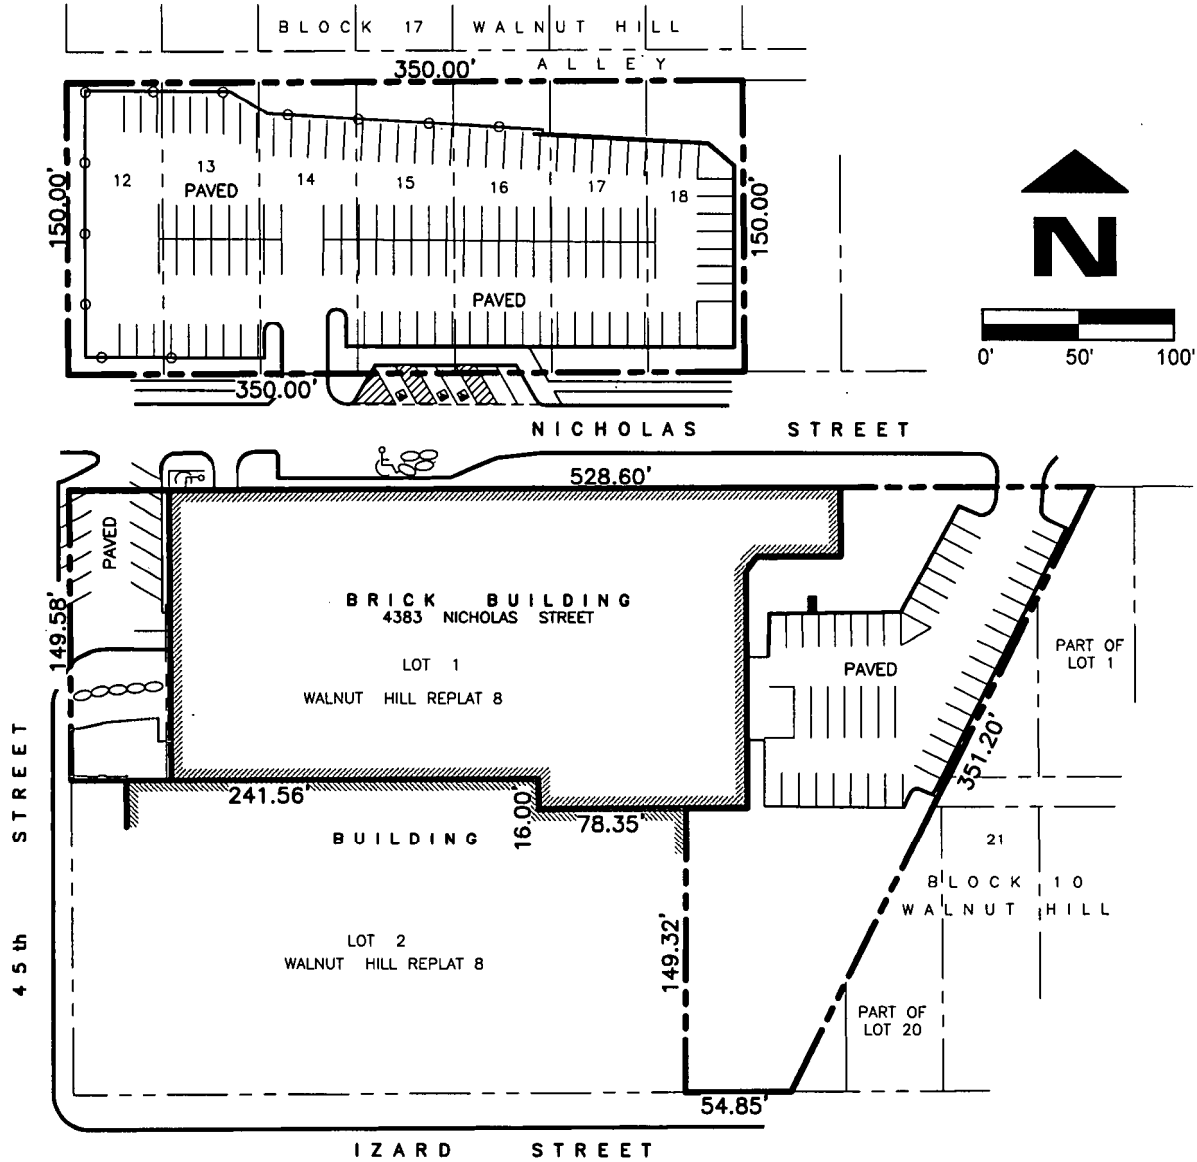 BLOCK 17 WALNUT HILL
ALLEY
350.00'
150.00'
12
13
PAVED
14
15
16
17
18
150.00'
PAVED
350.00'
N
0' 50' 100'
NICHOLAS STREET
528.60'
PAVED
149.58'
BRICK BUILDING
4383 NICHOLAS STREET
LOT 1
WALNUT HILL REPLAT 8
PAVED
PART OF
LOT 1
351.20'
241.56'
16.00'
78.35'
BUILDING
45th STREET
LOT 2
WALNUT HILL REPLAT 8
149.32'
21
BLOCK 10
WALNUT HILL
PART OF
LOT 20
54.85'
IZARD STREET